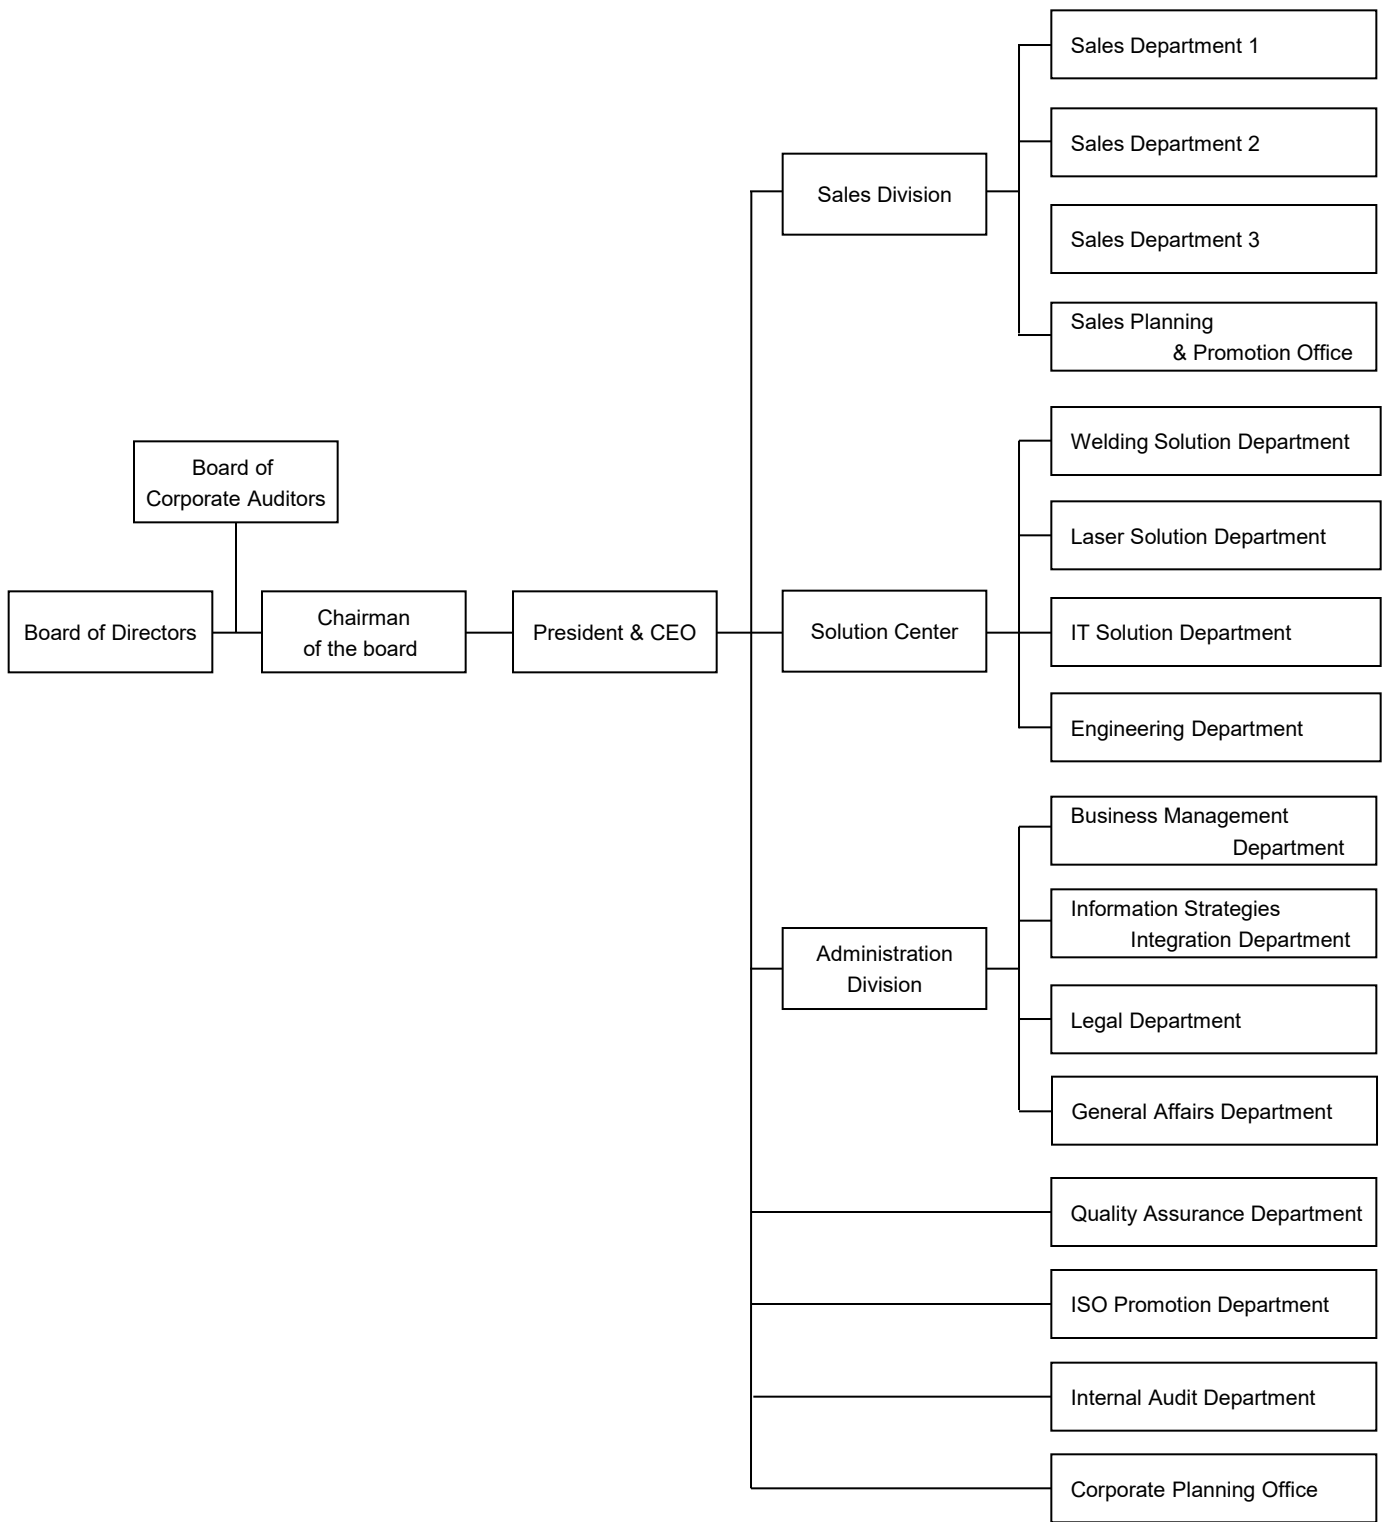 Board of Directors
Board of
Corporate Auditors
Chairman
of the board
President & CEO
Sales Division
Sales Department 1
Sales Department 2
Sales Department 3
Sales Planning
& Promotion Office
Solution Center
Welding Solution Department
Laser Solution Department
IT Solution Department
Engineering Department
Administration
Division
Business Management
Department
Information Strategies
Integration Department
Legal Department
General Affairs Department
Quality Assurance Department
ISO Promotion Department
Internal Audit Department
Corporate Planning Office